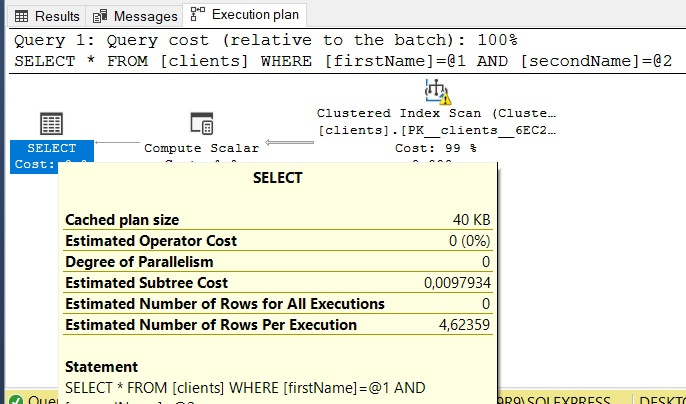 Results Messages Execution plan
Query 1: Query cost (relative to the batch): 100%
SELECT * FROM [clients] WHERE [firstName]=@1 AND [secondName]=@2
Clustered Index Scan (Cluste…
[clients].[PK__clients__6EC2…
SELECT
Compute Scalar
Cost: 99 %
Cost:
SELECT
Cached plan size 40 KB
Estimated Operator Cost 0 (0%)
Degree of Parallelism 0
Estimated Subtree Cost 0,0097934
Estimated Number of Rows for All Executions 0
Estimated Number of Rows Per Execution 4,62359
Statement
SELECT * FROM [clients] WHERE [firstName]=@1 AND